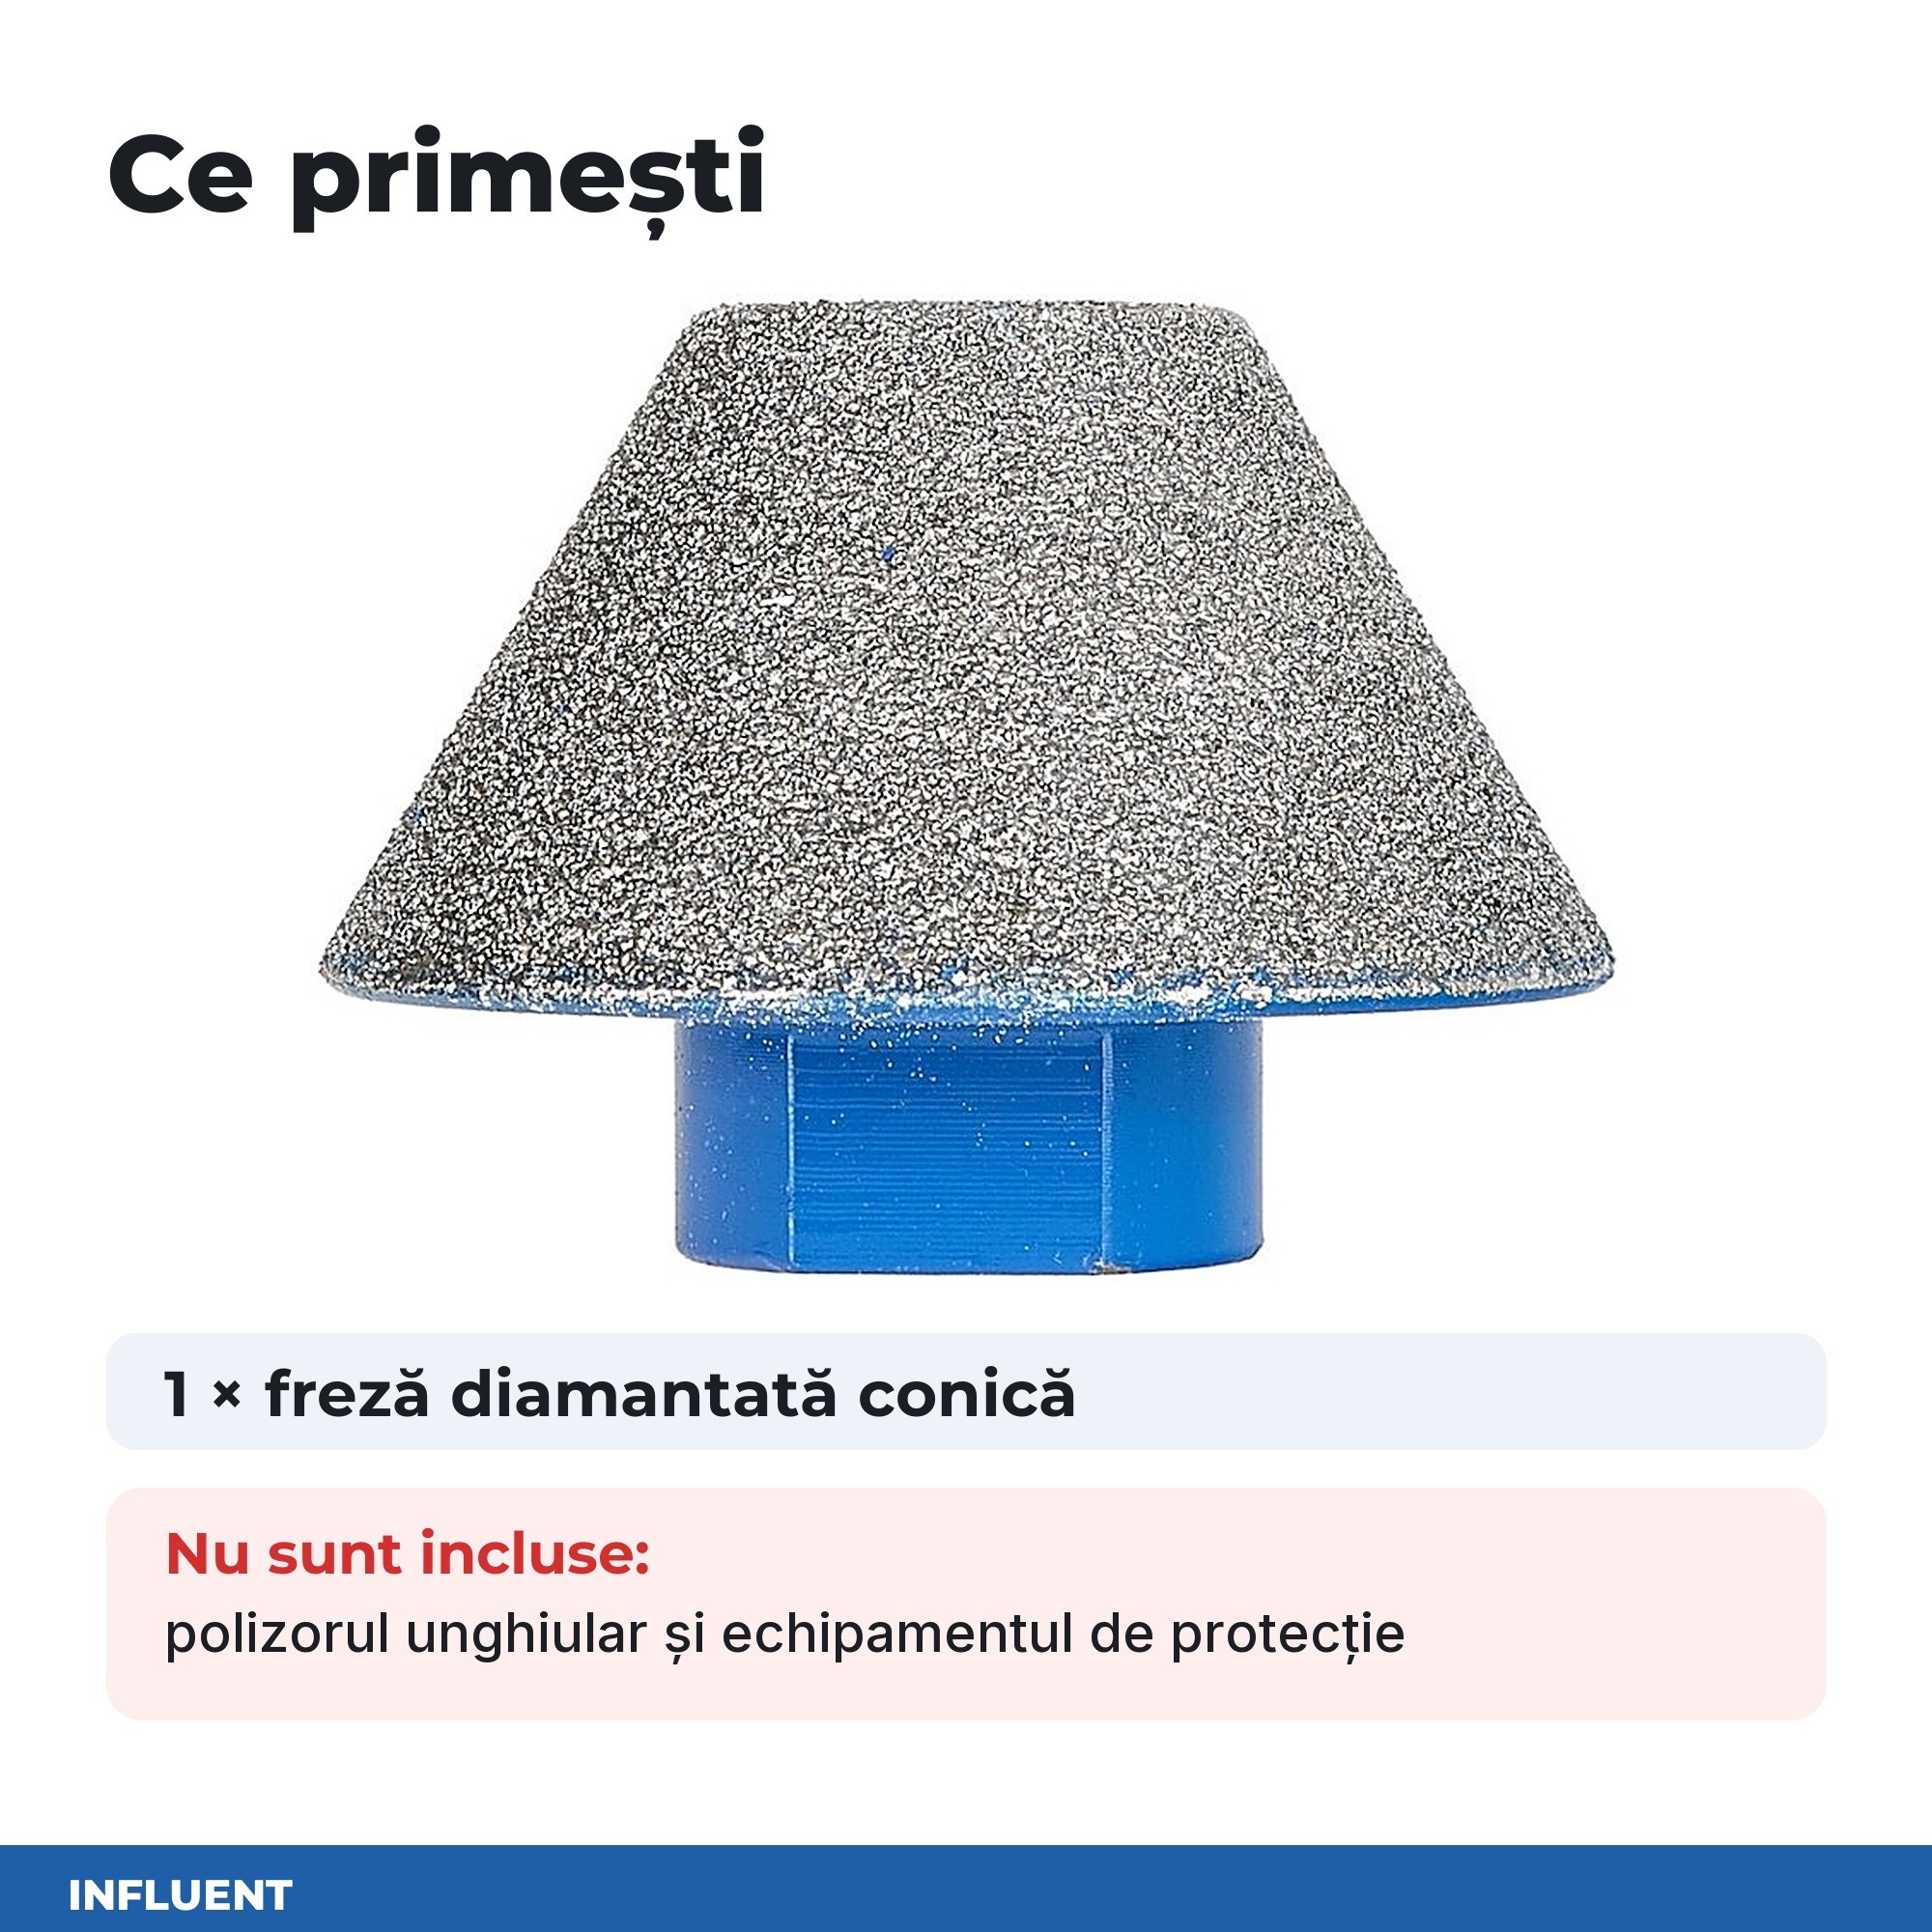 Ce primești
1 × freză diamantată conică
Nu sunt incluse:
polizorul unghiular și echipamentul de protecție
INFLUENT